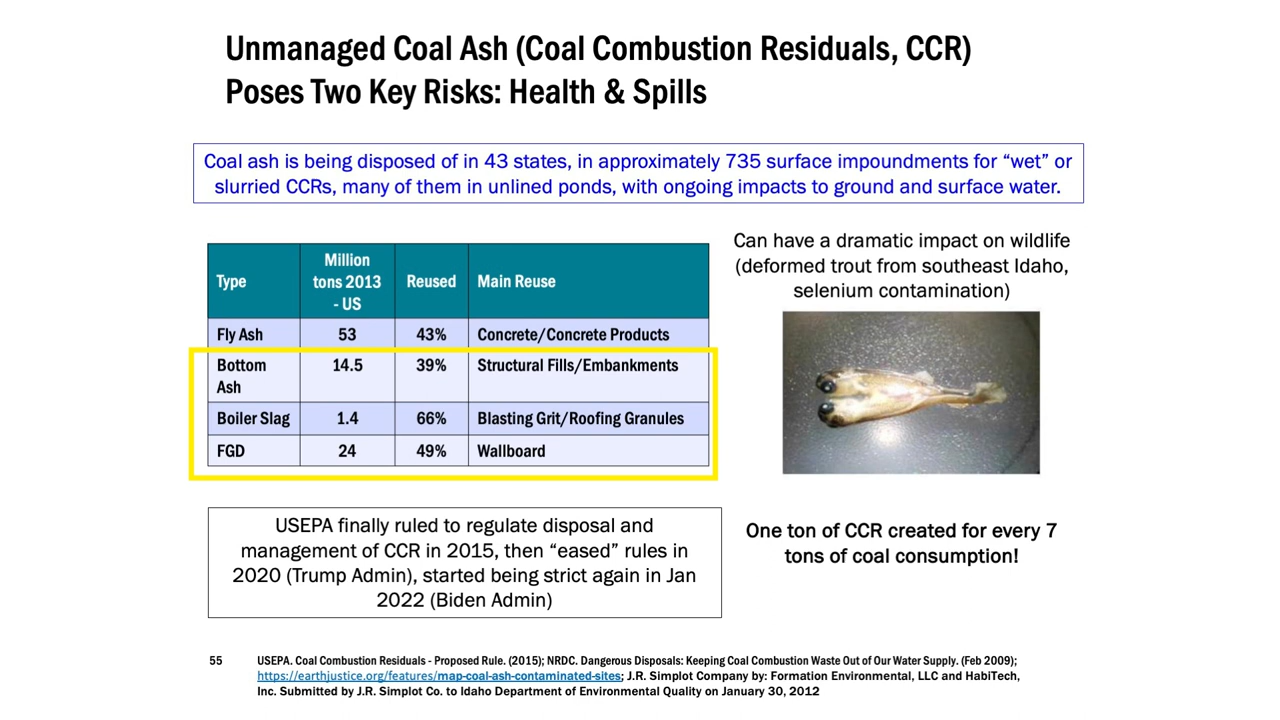 Unmanaged Coal Ash (Coal Combustion Residuals, CCR)
Poses Two Key Risks: Health & Spills
Coal ash is being disposed of in 43 states, in approximately 735 surface impoundments for “wet” or
slurried CCRs, many of them in unlined ponds, with ongoing impacts to ground and surface water.
Type
Million
tons 2013
- US
Reused
Main Reuse
Fly Ash 53 43% Concrete/Concrete Products
Bottom
Ash
14.5 39% Structural Fills/Embankments
Boiler Slag 1.4 66% Blasting Grit/Roofing Granules
FGD 24 49% Wallboard
Can have a dramatic impact on wildlife
(deformed trout from southeast Idaho,
selenium contamination)
USEPA finally ruled to regulate disposal and
management of CCR in 2015, then “eased” rules in
2020 (Trump Admin), started being strict again in Jan
2022 (Biden Admin)
One ton of CCR created for every 7
tons of coal consumption!
55
USEPA. Coal Combustion Residuals - Proposed Rule. (2015); NRDC. Dangerous Disposals: Keeping Coal Combustion Waste Out of Our Water Supply. (Feb 2009);
https://earthjustice.org/features/map-coal-ash-contaminated-sites; J.R. Simplot Company by: Formation Environmental, LLC and HabiTech,
Inc. Submitted by J.R. Simplot Co. to Idaho Department of Environmental Quality on January 30, 2012